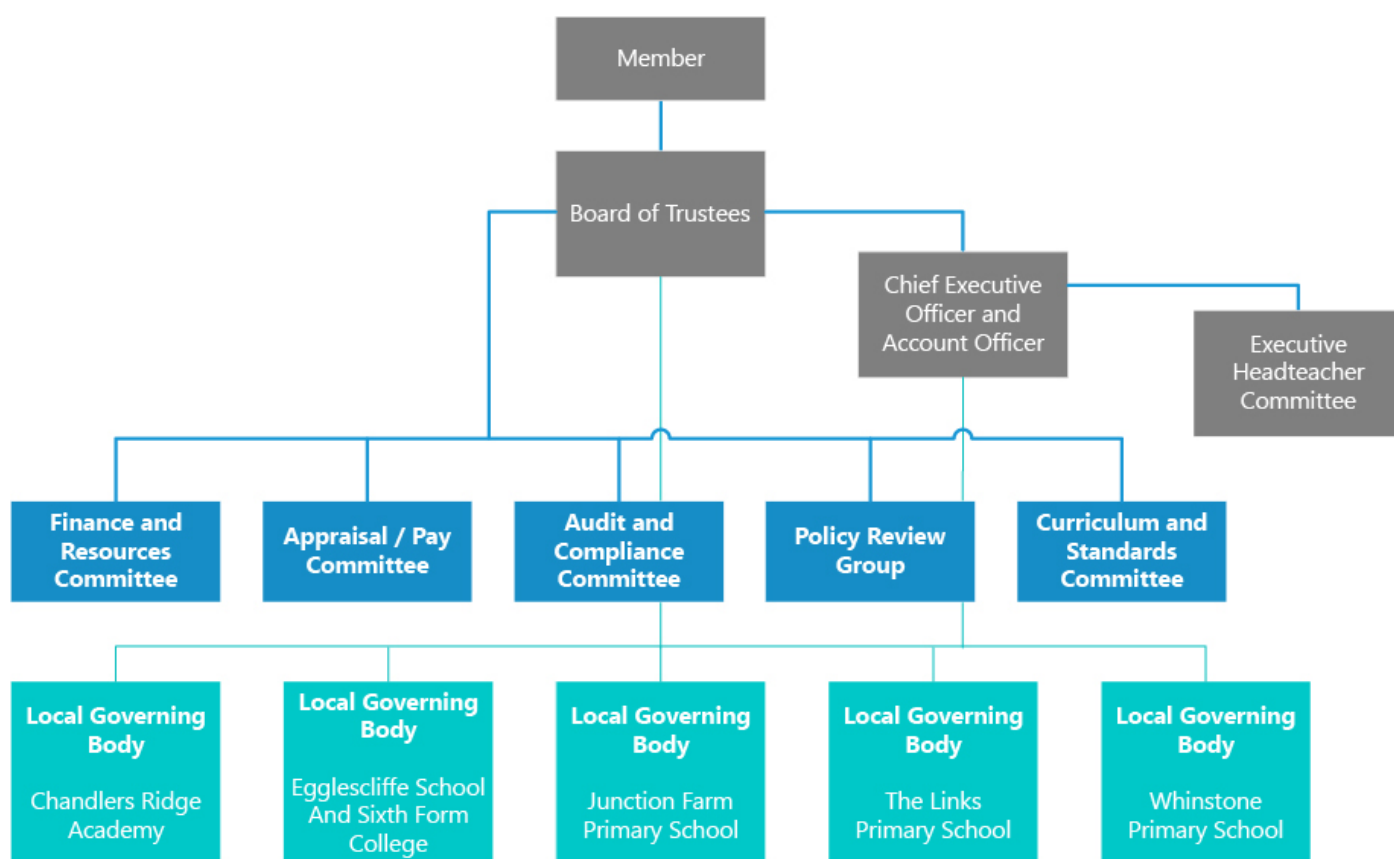 Member
Board of Trustees
Chief Executive
Officer and
Account Officer
Executive
Headteacher
Committee
Finance and
Resources
Committee
Appraisal / Pay
Committee
Audit and
Compliance
Committee
Policy Review
Group
Curriculum and
Standards
Committee
Local Governing
Body
Chandlers Ridge
Academy
Local Governing
Body
Egglescliffe School
And Sixth Form
College
Local Governing
Body
Junction Farm
Primary School
Local Governing
Body
The Links
Primary School
Local Governing
Body
Whinstone
Primary School